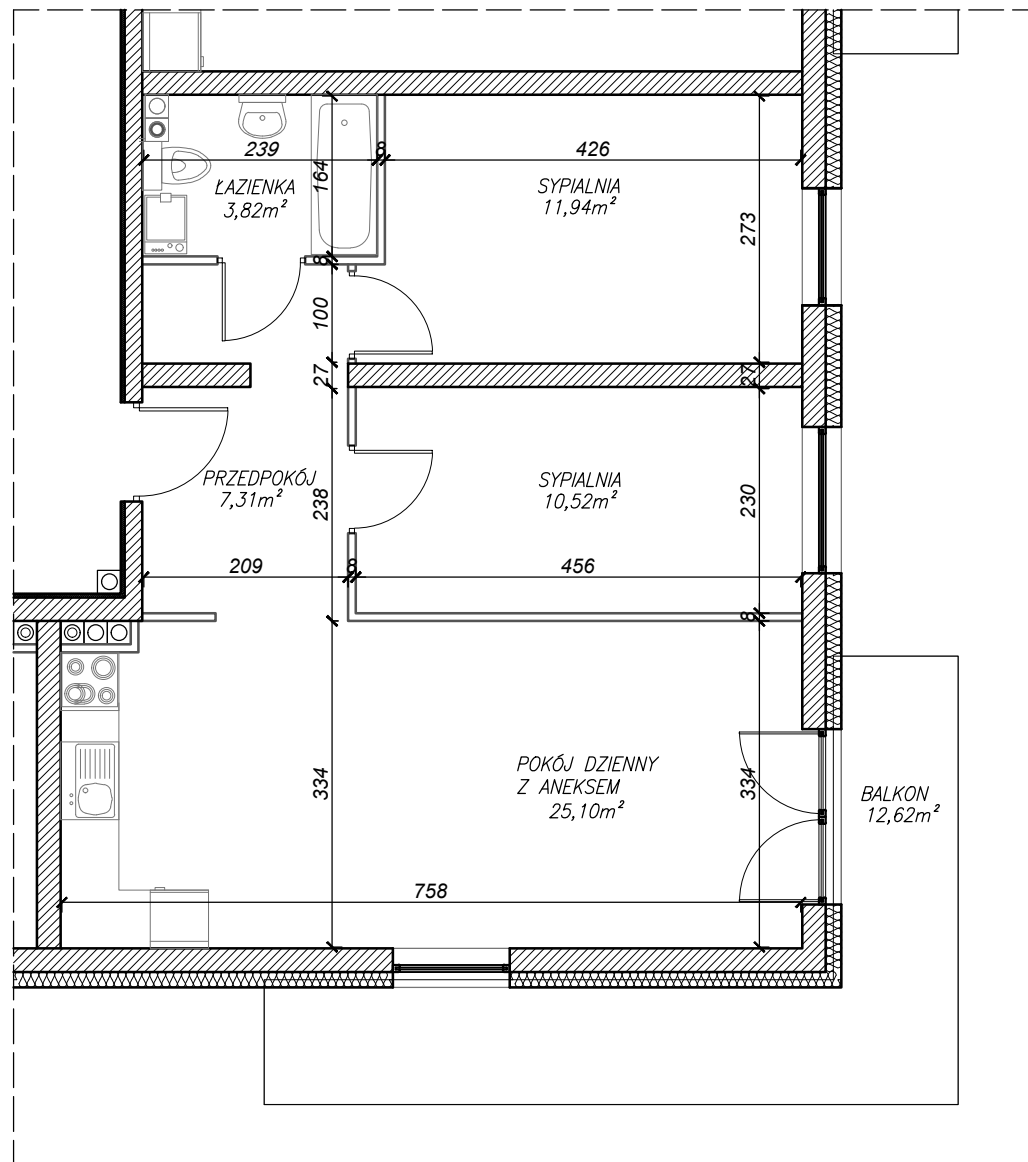 239
8
426
164
ŁAZIENKA
3,82m²
SYPIALNIA
11,94m²
273
8
100
27
27
PRZEDPOKÓJ
7,31m²
238
SYPIALNIA
10,52m²
230
209
8
456
8
334
POKÓJ DZIENNY
Z ANEKSEM
25,10m²
334
BALKON
12,62m²
758